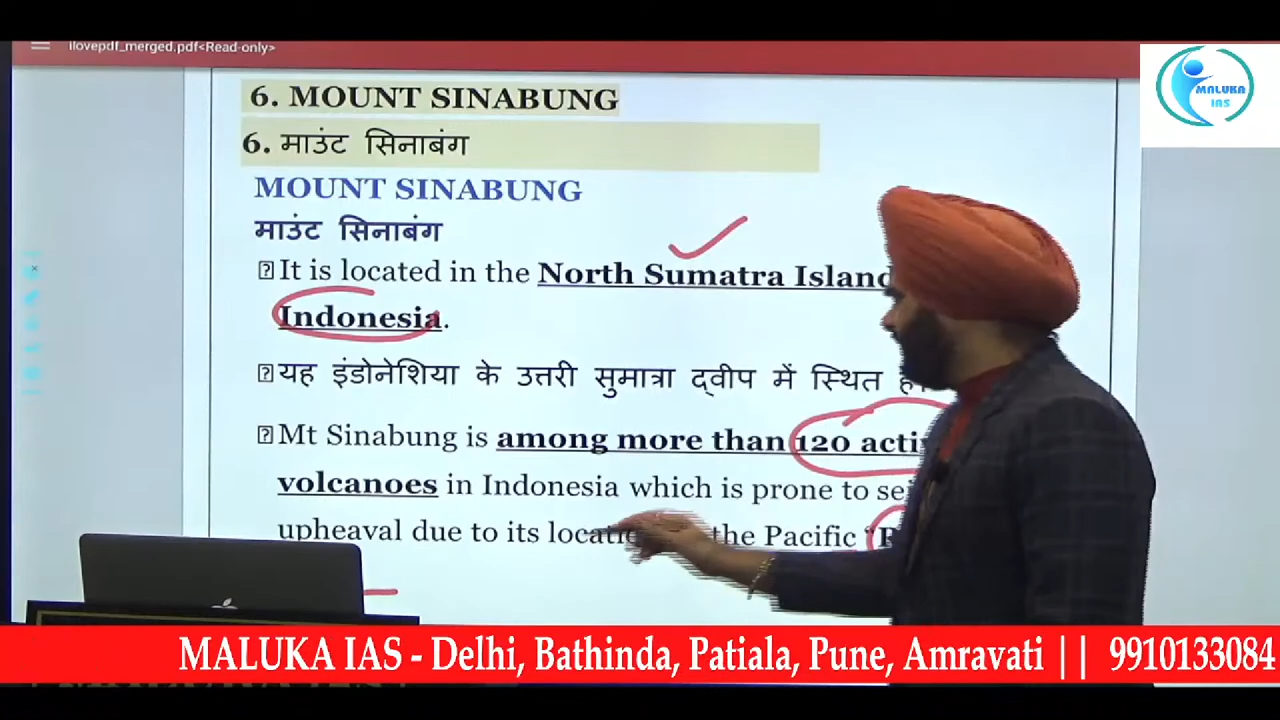 ilovepdf_merged.pdf<Read-only>
MALUKA
IAS
6. MOUNT SINABUNG
6. माउंट सिनाबंग
MOUNT SINABUNG
माउंट सिनाबंग
It is located in the North Sumatra Island
Indonesia.
यह इंडोनेशिया के उत्तरी सुमात्रा द्वीप में स्थित
Mt Sinabung is among more than 120
volcanoes in Indonesia which is prone to
upheaval due to its the Pacific
MALUKA IAS - Delhi, Bathinda, Patiala, Pune, Amravati || 9910133084